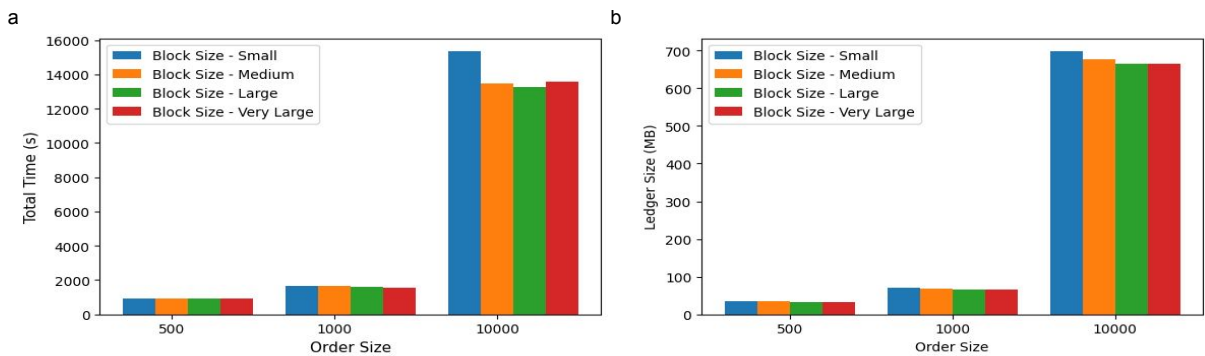 a
16000
14000
12000
10000
8000
6000
4000
2000
0
Total Time (s)
Block Size - Small
Block Size - Medium
Block Size - Large
Block Size - Very Large
500
1000
10000
Order Size
b
700
600
500
400
300
200
100
0
Ledger Size (MB)
Block Size - Small
Block Size - Medium
Block Size - Large
Block Size - Very Large
500
1000
10000
Order Size